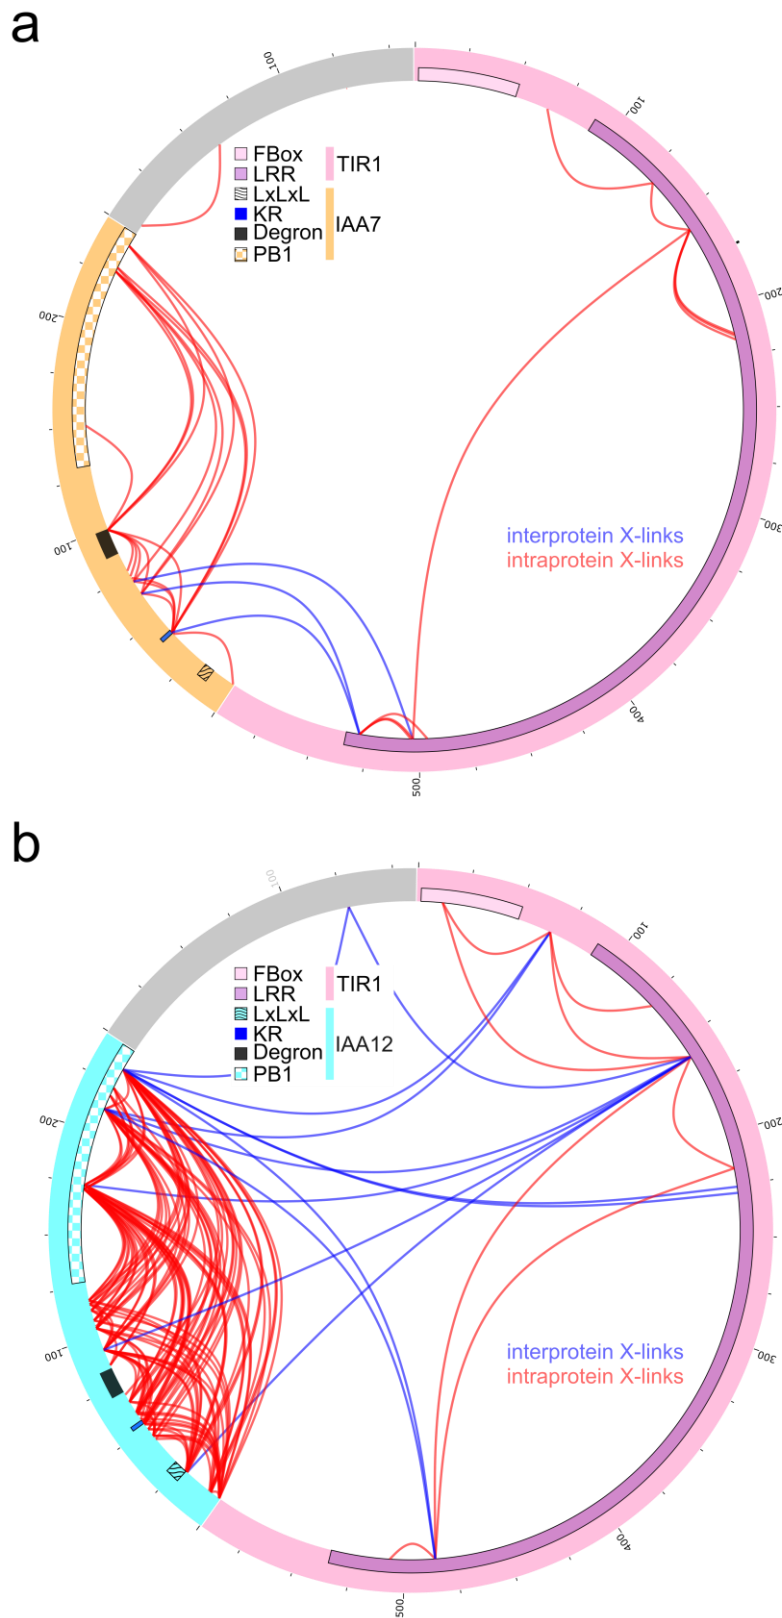 a
100
100
FBox
LRR
TIR1
LxLxL
KR
Degron
PB1
IAA7
200
200
interprotein X-links
intraprotein X-links
300
100
400
500
b
100
100
FBox
LRR
TIR1
LxLxL
KR
Degron
PB1
IAA12
200
200
interprotein X-links
intraprotein X-links
300
100
400
500